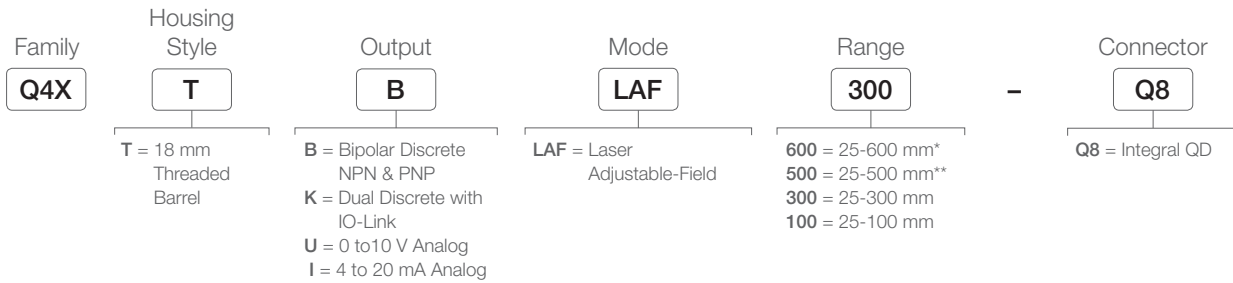 Family
Housing
Style
Output
Mode
Range
Connector
Q4X
T
B
LAF
300
–
Q8
T = 18 mm
Threaded
Barrel
B = Bipolar Discrete
NPN & PNP
K = Dual Discrete with
IO-Link
U = 0 to10 V Analog
I = 4 to 20 mA Analog
LAF = Laser
Adjustable-Field
600 = 25-600 mm*
500 = 25-500 mm**
300 = 25-300 mm
100 = 25-100 mm
Q8 = Integral QD